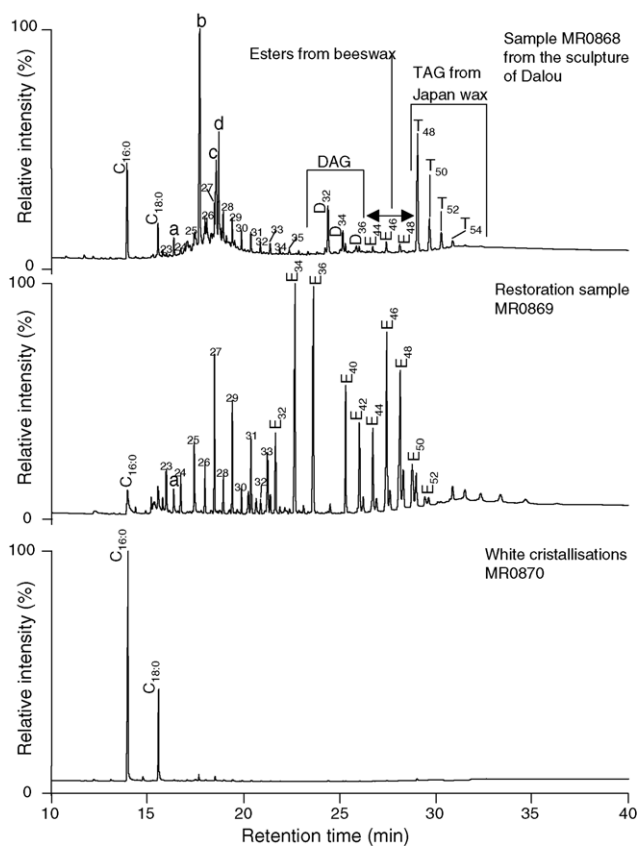 100
Relative intensity (%)
0
Sample MR0868
from the sculpture
of Dalou
Esters from beeswax
TAG from
Japan wax
DAG
C16:0
C18:0
a
b
c
d
23
24
25
26
27
28
29
30
31
32
33
34
35
D32
D34
D36
E44
E46
E48
T48
T50
T52
T54
100
Relative intensity (%)
0
Restoration sample
MR0869
C16:0
23
a
24
25
26
27
28
29
30
31
32
33
E32
E34
E36
E40
E42
E44
E46
E48
E50
E52
100
Relative intensity (%)
0
White cristallisations
MR0870
C16:0
C18:0
10 15 20 25 30 35 40
Retention time (min)